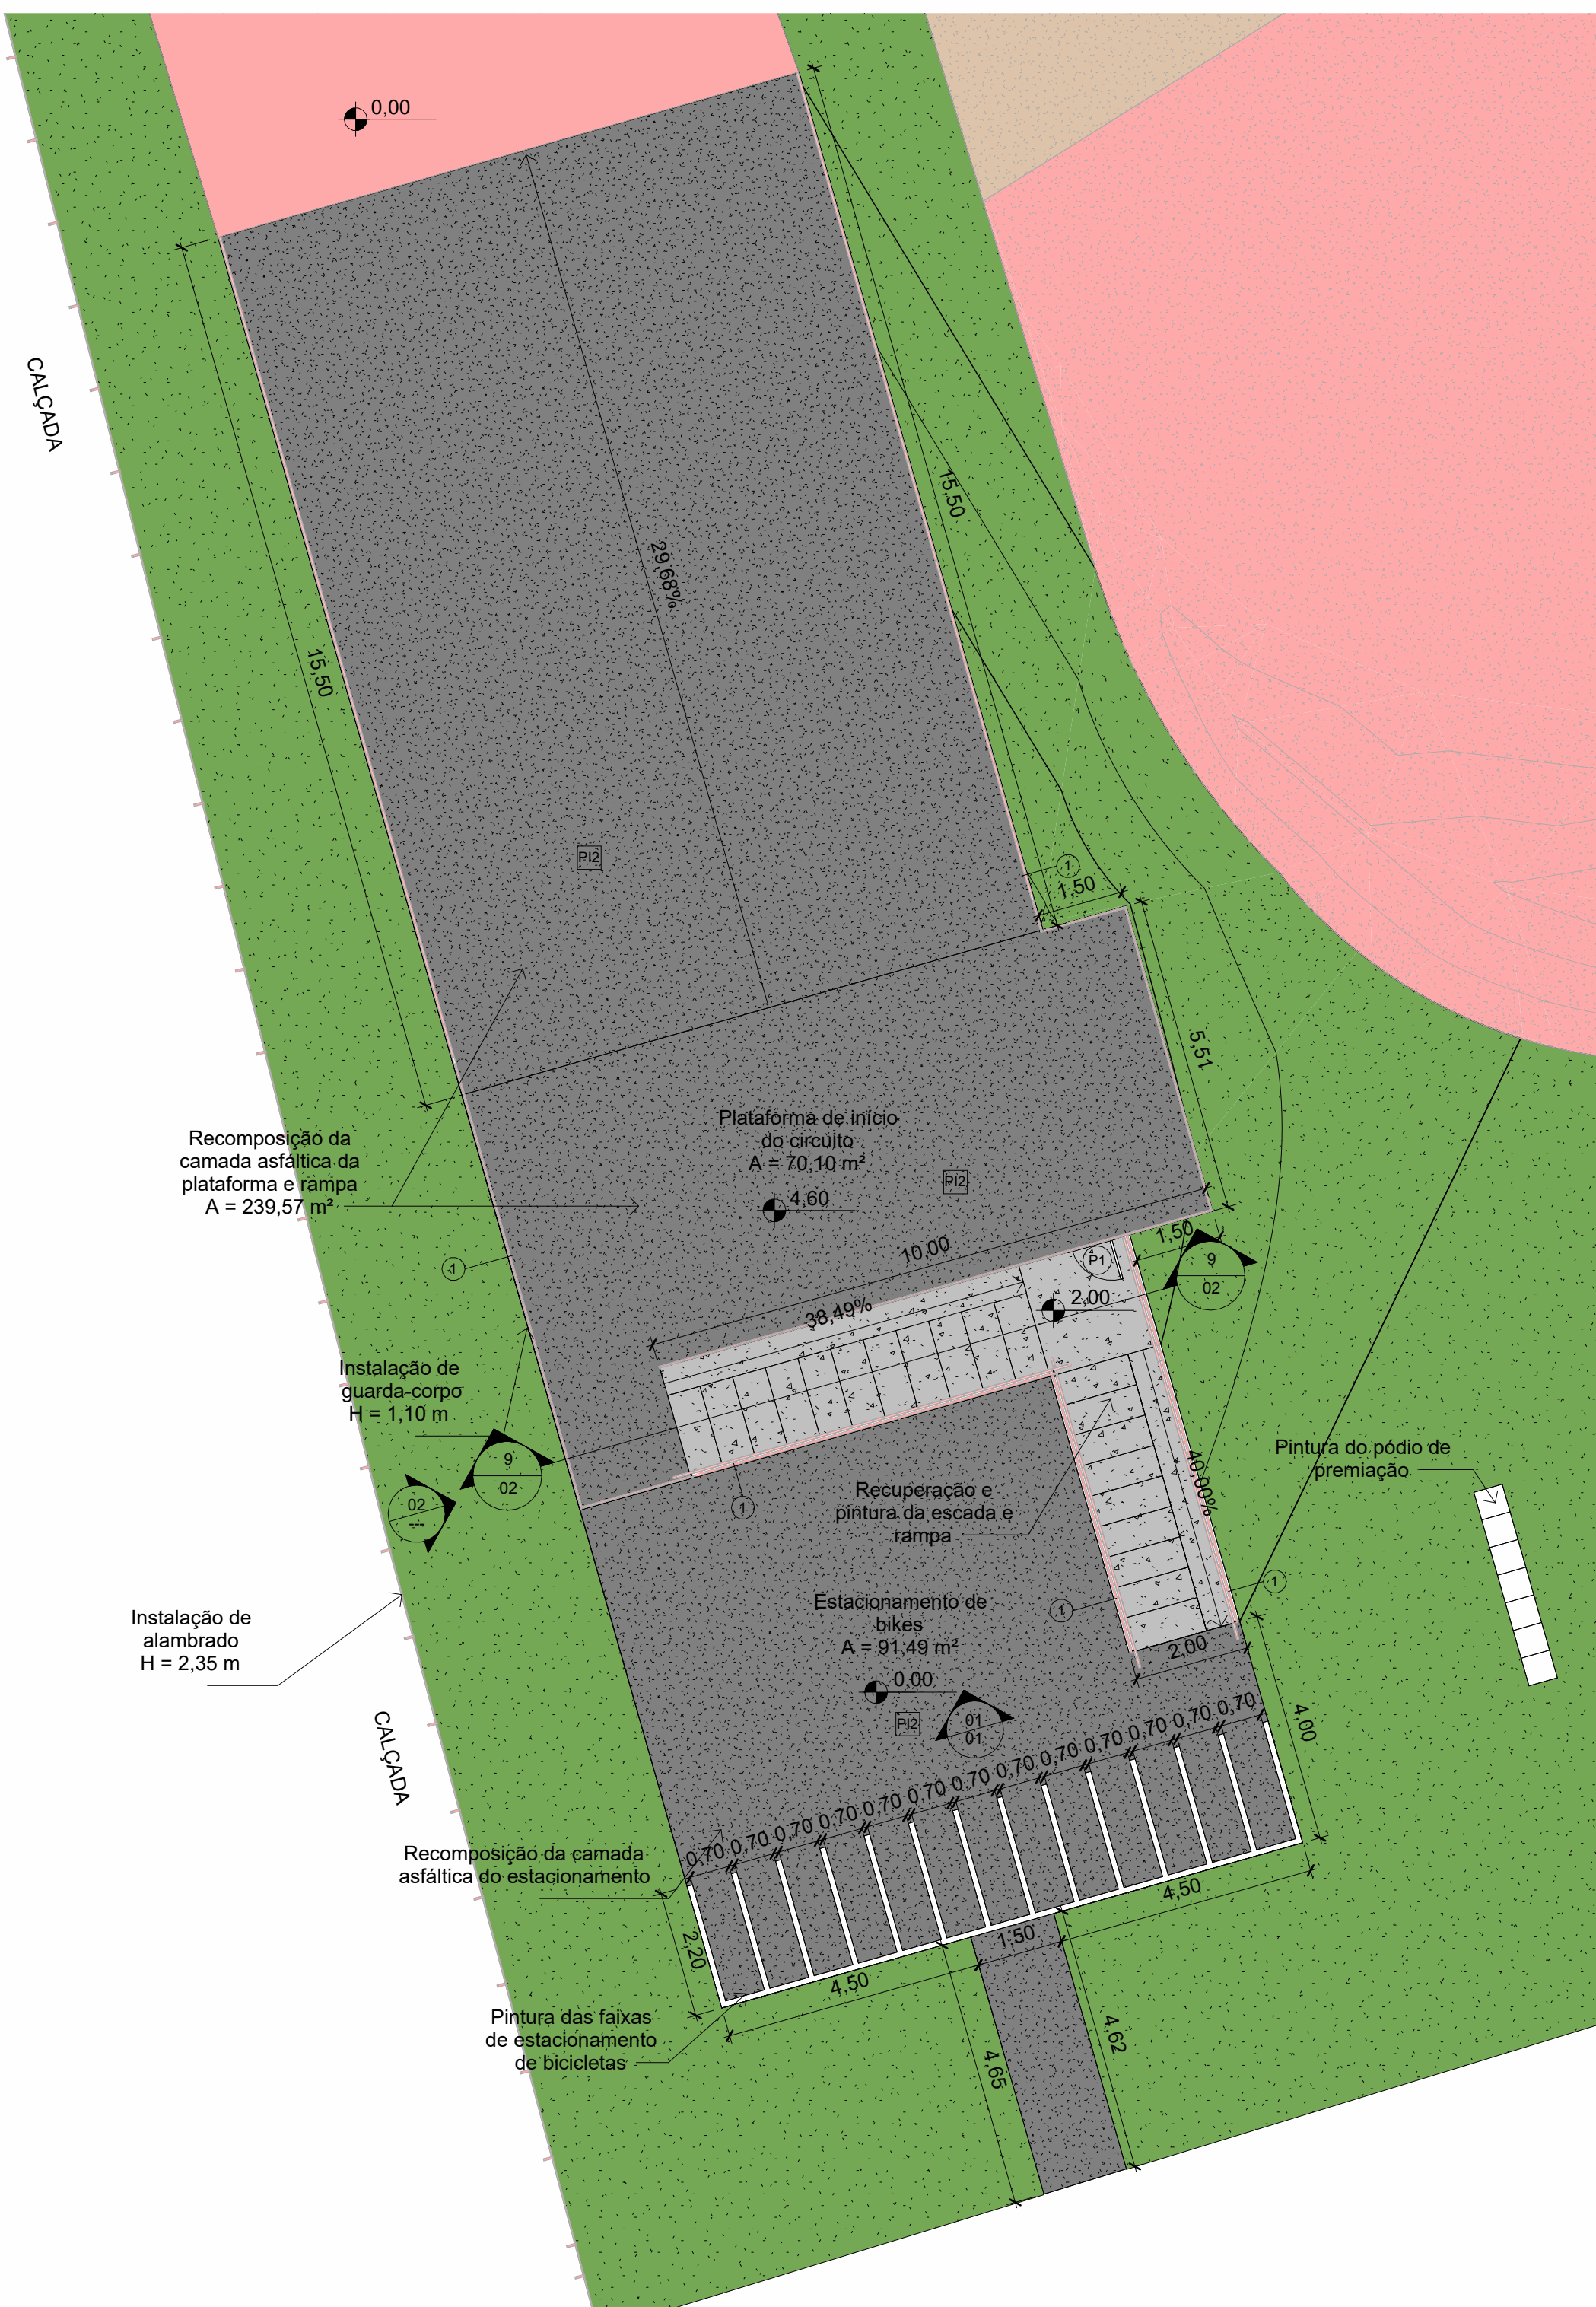 0,00
CALÇADA
15,50
29,68%
15,50
PI2
1
1,50
5,51
Recomposição da
camada asfáltica da
plataforma e rampa
A = 239,57 m²
Plataforma de início
do circuito
A = 70,10 m²
PI2
4,60
10,00
1,50
P1
9
02
1
2,00
38,49%
Instalação de
guarda-corpo
H = 1,10 m
9
02
02
---
1
Recuperação e
pintura da escada e
rampa
40,00%
Pintura do pódio de
premiação
1
1
Estacionamento de
bikes
A = 91,49 m²
Instalação de
alambrado
H = 2,35 m
2,00
0,00
PI2
01
01
4,00
CALÇADA
0,70 0,70 0,70 0,70 0,70 0,70 0,70 0,70 0,70 0,70 0,70 0,70 0,70
Recomposição da camada
asfáltica do estacionamento
2,20
4,50
1,50
4,50
Pintura das faixas
de estacionamento
de bicicletas
4,65
4,62